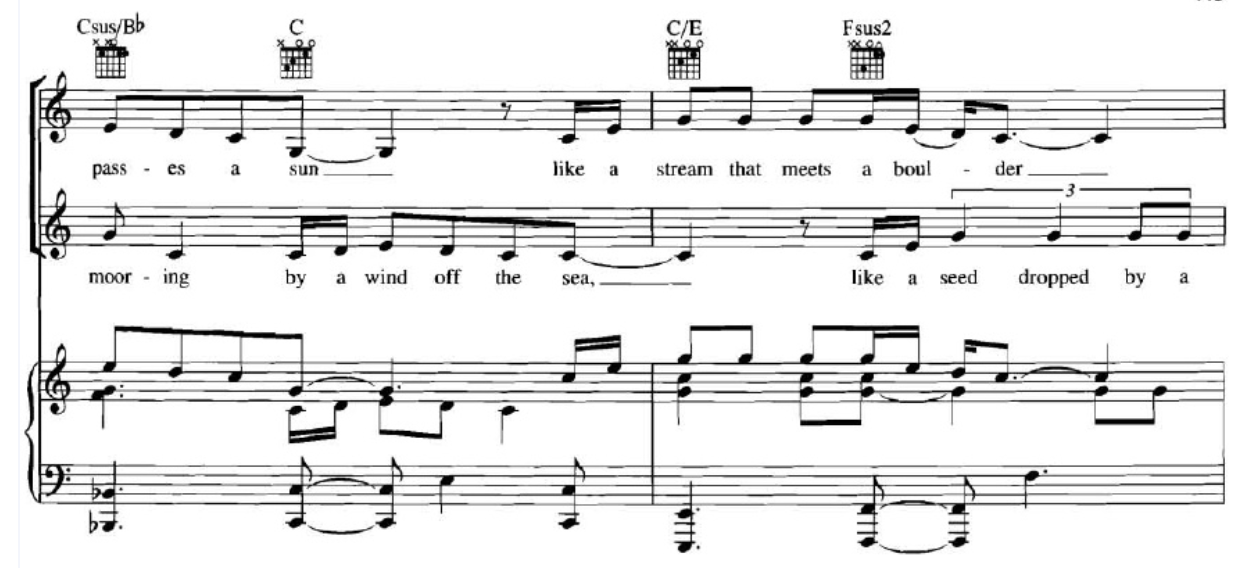 Csus/B♭ C C/E Fsus2
pass - es a sun like a stream that meets a boul - der
3
moor - ing by a wind off the sea, like a seed dropped by a